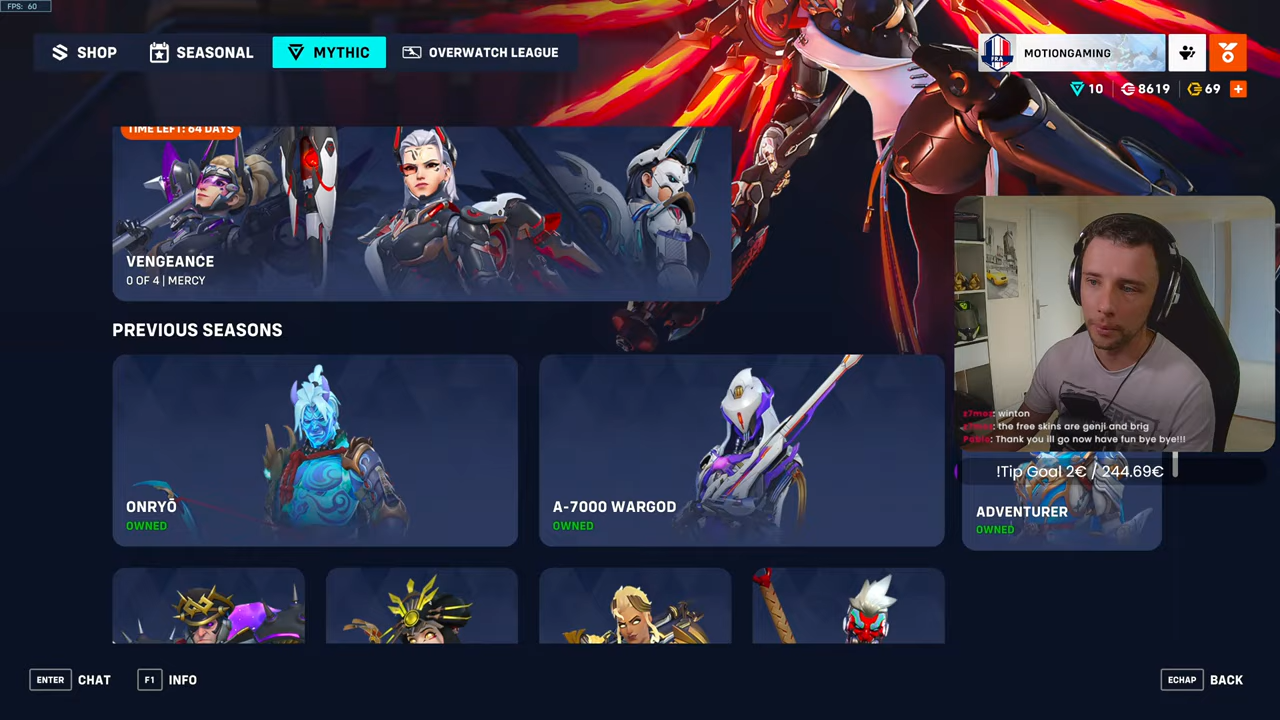 FPS: 60
SHOP
SEASONAL
MYTHIC
OVERWATCH LEAGUE
FRA
MOTIONGAMING
10
8619
69
TIME LEFT: 64 DAYS
VENGEANCE
0 OF 4 | MERCY
PREVIOUS SEASONS
ONRYŌ
OWNED
A-7000 WARGOD
OWNED
z7mos: winton
z7mos: the free skins are genji and brig
Thank you ill go now have fun bye bye!!!
!Tip Goal 2€ / 244.69€
ADVENTURER
OWNED
ENTER CHAT
F1 INFO
ECHAP BACK